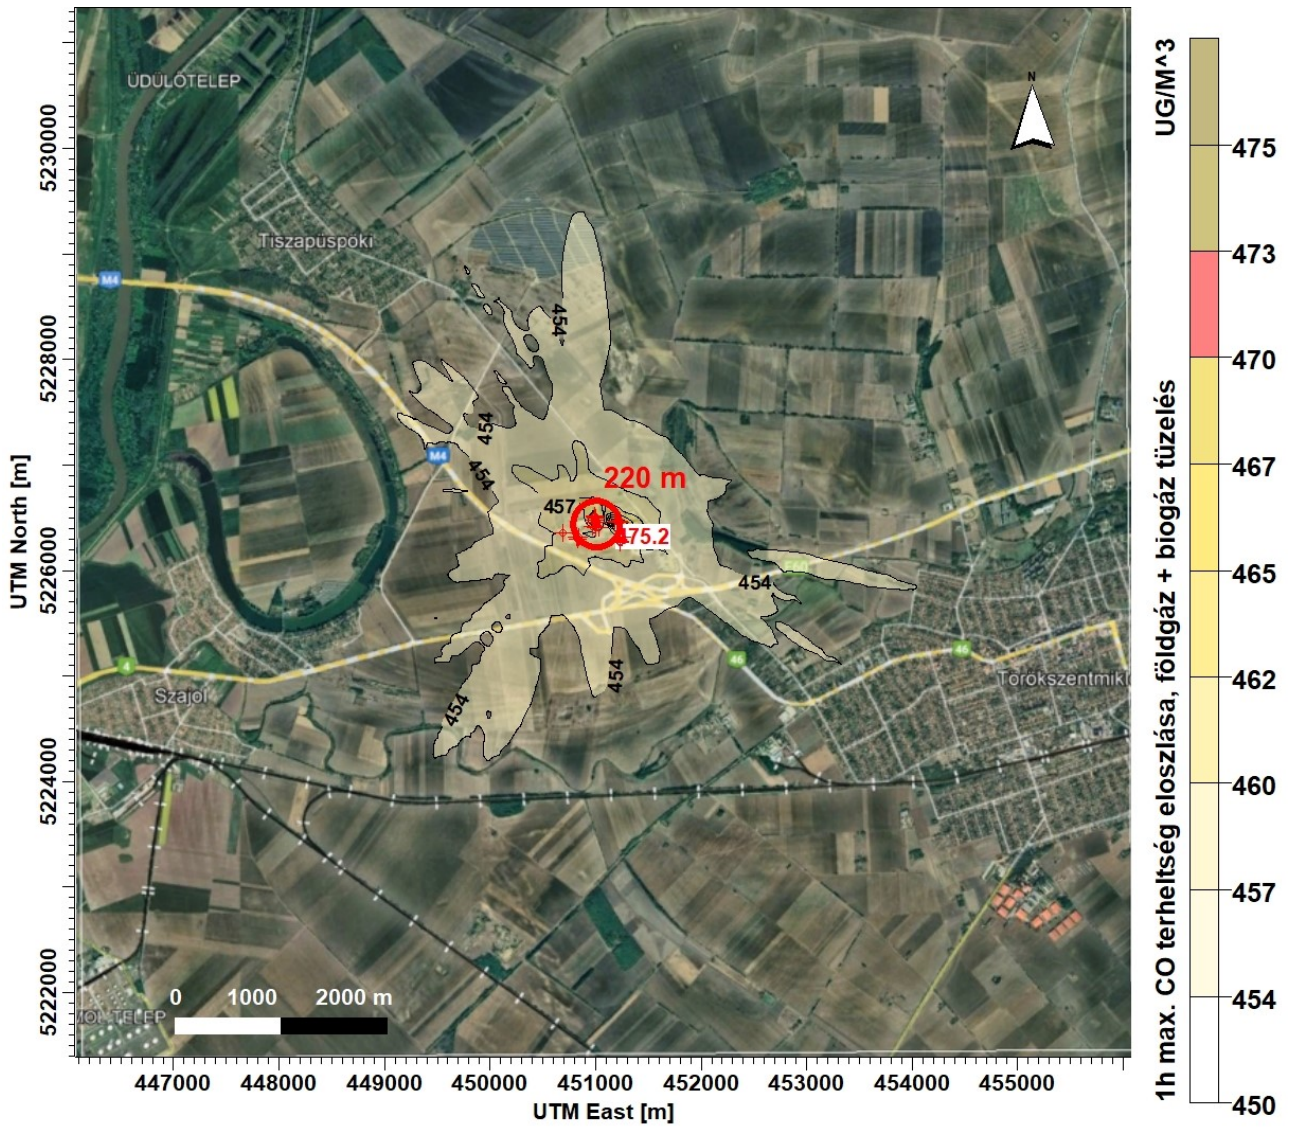 ÜDÜLŐTELEP
N
Tiszapüspöki
M4
454
454
M4
454
220 m
457
475.2
454
E60
454
454
46
46
4
Szajol
Törökszentmikl
0 1000 2000 m
5230000
5228000
5226000
5224000
5222000
UTM North [m]
447000 448000 449000 450000 451000 452000 453000 454000 455000
UTM East [m]
UG/M^3
1h max. CO terheltség eloszlása, földgáz + biogáz tüzelés
475
473
470
467
465
462
460
457
454
450